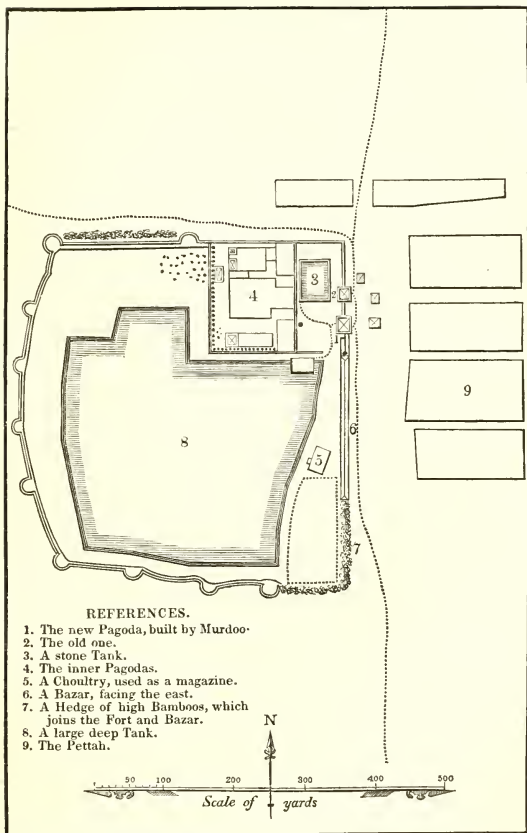 3
2
4
1
9
6
8
5
7
REFERENCES.
1. The new Pagoda, built by Murdoo-
2. The old one.
3. A stone Tank.
4. The inner Pagodas.
5. A Choultry, used as a magazine.
6. A Bazar, facing the east.
7. A Hedge of high Bamboos, which
joins the Fort and Bazar.
8. A large deep Tank.
9. The Pettah.
N
50 100 200 300 400 500
Scale of yards